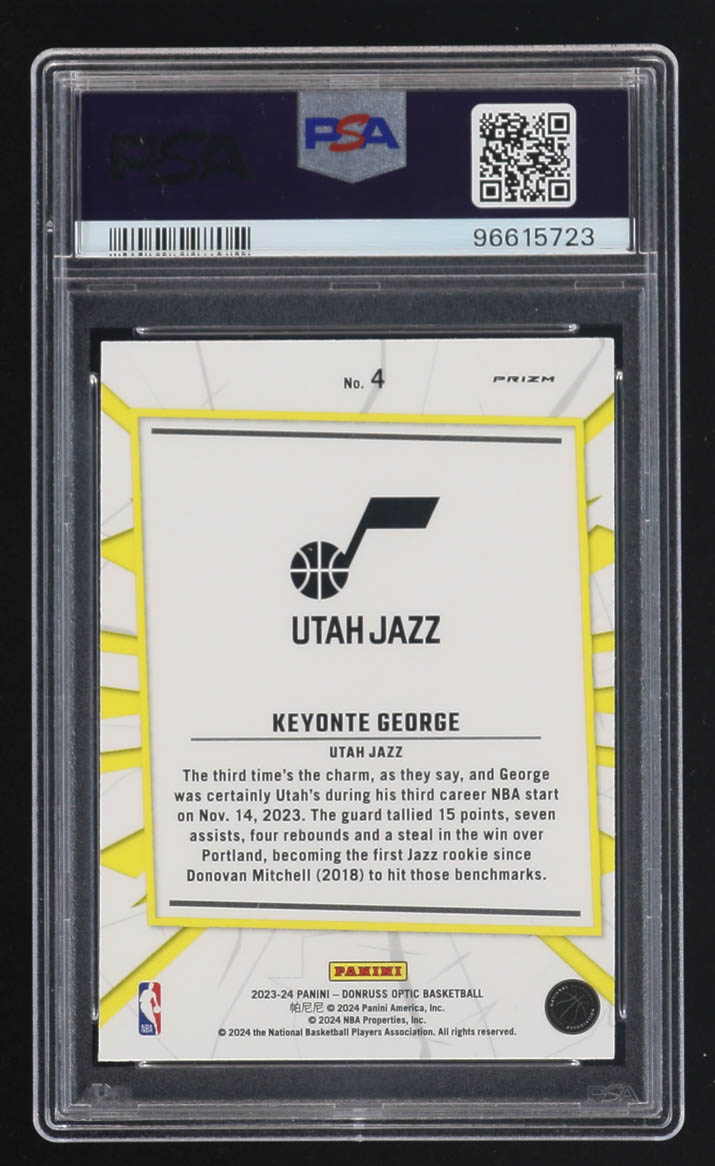 PSA
PSA
96615723
No. 4
PRIZM
UTAH JAZZ
KEYONTE GEORGE
UTAH JAZZ
The third time's the charm, as they say, and George
was certainly Utah's during his third career NBA start
on Nov. 14, 2023. The guard tallied 15 points, seven
assists, four rebounds and a steal in the win over
Portland, becoming the first Jazz rookie since
Donovan Mitchell (2018) to hit those benchmarks.
PANINI
2023-24 PANINI – DONRUSS OPTIC BASKETBALL
帕尼尼 © 2024 Panini America, Inc.
© 2024 NBA Properties, Inc.
© 2024 the National Basketball Players Association. All rights reserved.
NBA
PSA